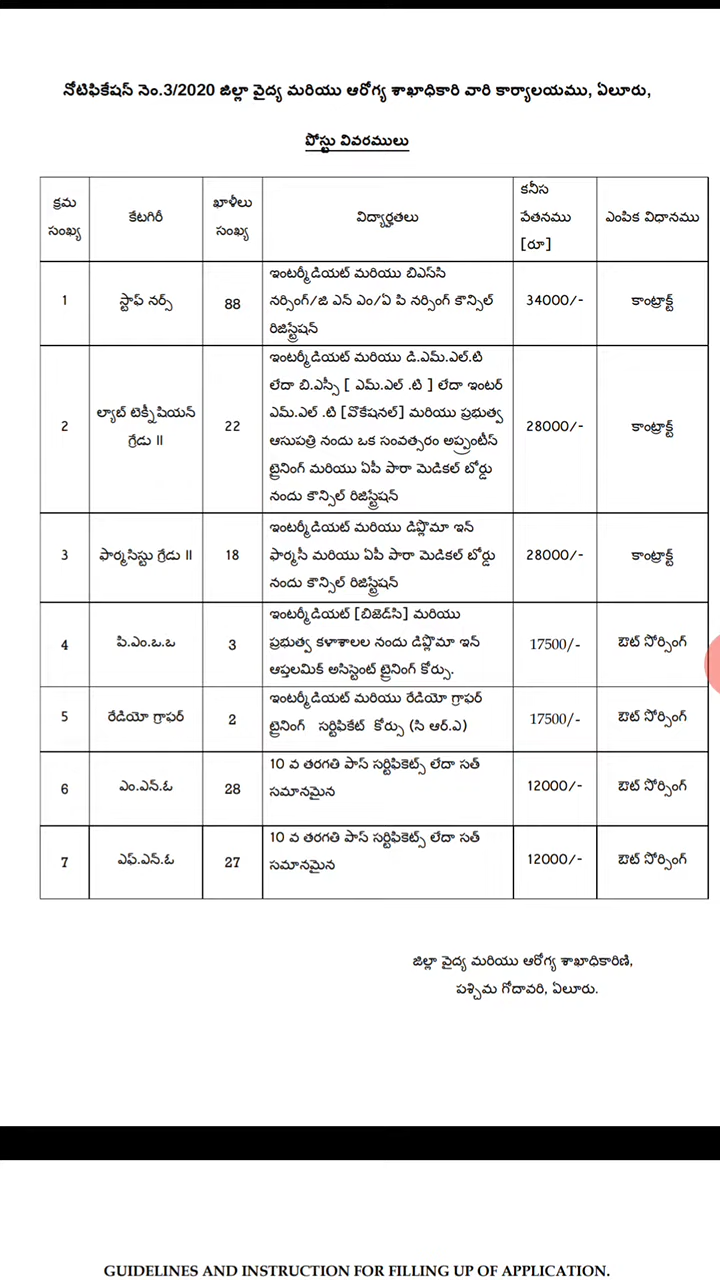 నోటిఫికేషన్ నెం.3/2020 జిల్లా వైద్య మరియు ఆరోగ్య శాఖాధికారి వారి కార్యాలయము, ఏలూరు,
పోస్టు వివరములు
క్రమ సంఖ్య
కేటగిరీ
ఖాళీలు సంఖ్య
విద్యార్హతలు
కనీస వేతనము [రూ]
ఎంపిక విధానము
1
స్టాఫ్ నర్స్
88
ఇంటర్మీడియట్ మరియు బిఎససి
నర్సింగ్/జి ఎన్ ఎం/ఏ పి నర్సింగ్ కౌన్సిల్
రిజిస్ట్రేషన్
34000/-
కాంట్రాక్ట్
2
ల్యాబ్ టెక్నీషియన్
గ్రేడు II
22
ఇంటర్మీడియట్ మరియు డి.ఎమ్.ఎల్.టి
లేదా బి.ఎస్సీ [ ఎమ్.ఎల్ .టి ] లేదా ఇంటర్
ఎమ్.ఎల్ .టి [వొకేషనల్] మరియు ప్రభుత్వ
ఆసుపత్రి నందు ఒక సంవత్సరం అప్ప్రంటీస్
ట్రైనింగ్ మరియు ఏపీ పారా మెడికల్ బోర్డు
నందు కౌన్సిల్ రిజిస్ట్రేషన్
28000/-
కాంట్రాక్ట్
3
ఫార్మసిస్టు గ్రేడు II
18
ఇంటర్మీడియట్ మరియు డిప్లొమా ఇన్
ఫార్మసీ మరియు ఏపీ పారా మెడికల్ బోర్డు
నందు కౌన్సిల్ రిజిస్ట్రేషన్
28000/-
కాంట్రాక్ట్
4
పి.ఎం.ఒ.ఒ
3
ఇంటర్మీడియట్ [బిజెడ్‌సి] మరియు
ప్రభుత్వ కళాశాలల నందు డిప్లొమా ఇన్
ఆప్తలమిక్ అసిస్టెంట్ ట్రైనింగ్ కోర్సు.
17500/-
ఔట్ సోర్సింగ్
5
రేడియో గ్రాఫర్
2
ఇంటర్మీడియట్ మరియు రేడియో గ్రాఫర్
ట్రైనింగ్ సర్టిఫికేట్ కోర్సు (సి ఆర్.ఎ)
17500/-
ఔట్ సోర్సింగ్
6
ఎం.ఎన్.ఓ
28
10 వ తరగతి పాస్ సర్టిఫికెట్స్ లేదా సత్
సమానమైన
12000/-
ఔట్ సోర్సింగ్
7
ఎఫ్.ఎన్.ఓ
27
10 వ తరగతి పాస్ సర్టిఫికెట్స్ లేదా సత్
సమానమైన
12000/-
ఔట్ సోర్సింగ్
జిల్లా వైద్య మరియు ఆరోగ్య శాఖాధికారిణి,
పశ్చిమ గోదావరి, ఏలూరు.
GUIDELINES AND INSTRUCTION FOR FILLING UP OF APPLICATION.